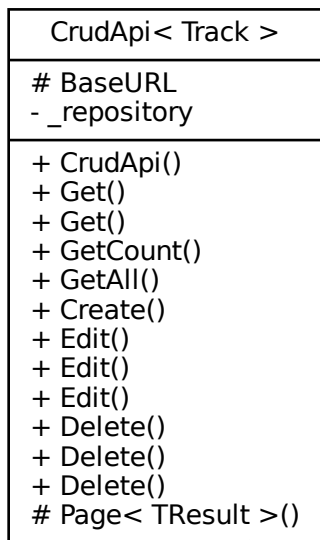 CrudApi< Track >
# BaseURL
- _repository
+ CrudApi()
+ Get()
+ Get()
+ GetCount()
+ GetAll()
+ Create()
+ Edit()
+ Edit()
+ Edit()
+ Delete()
+ Delete()
+ Delete()
# Page< TResult >()